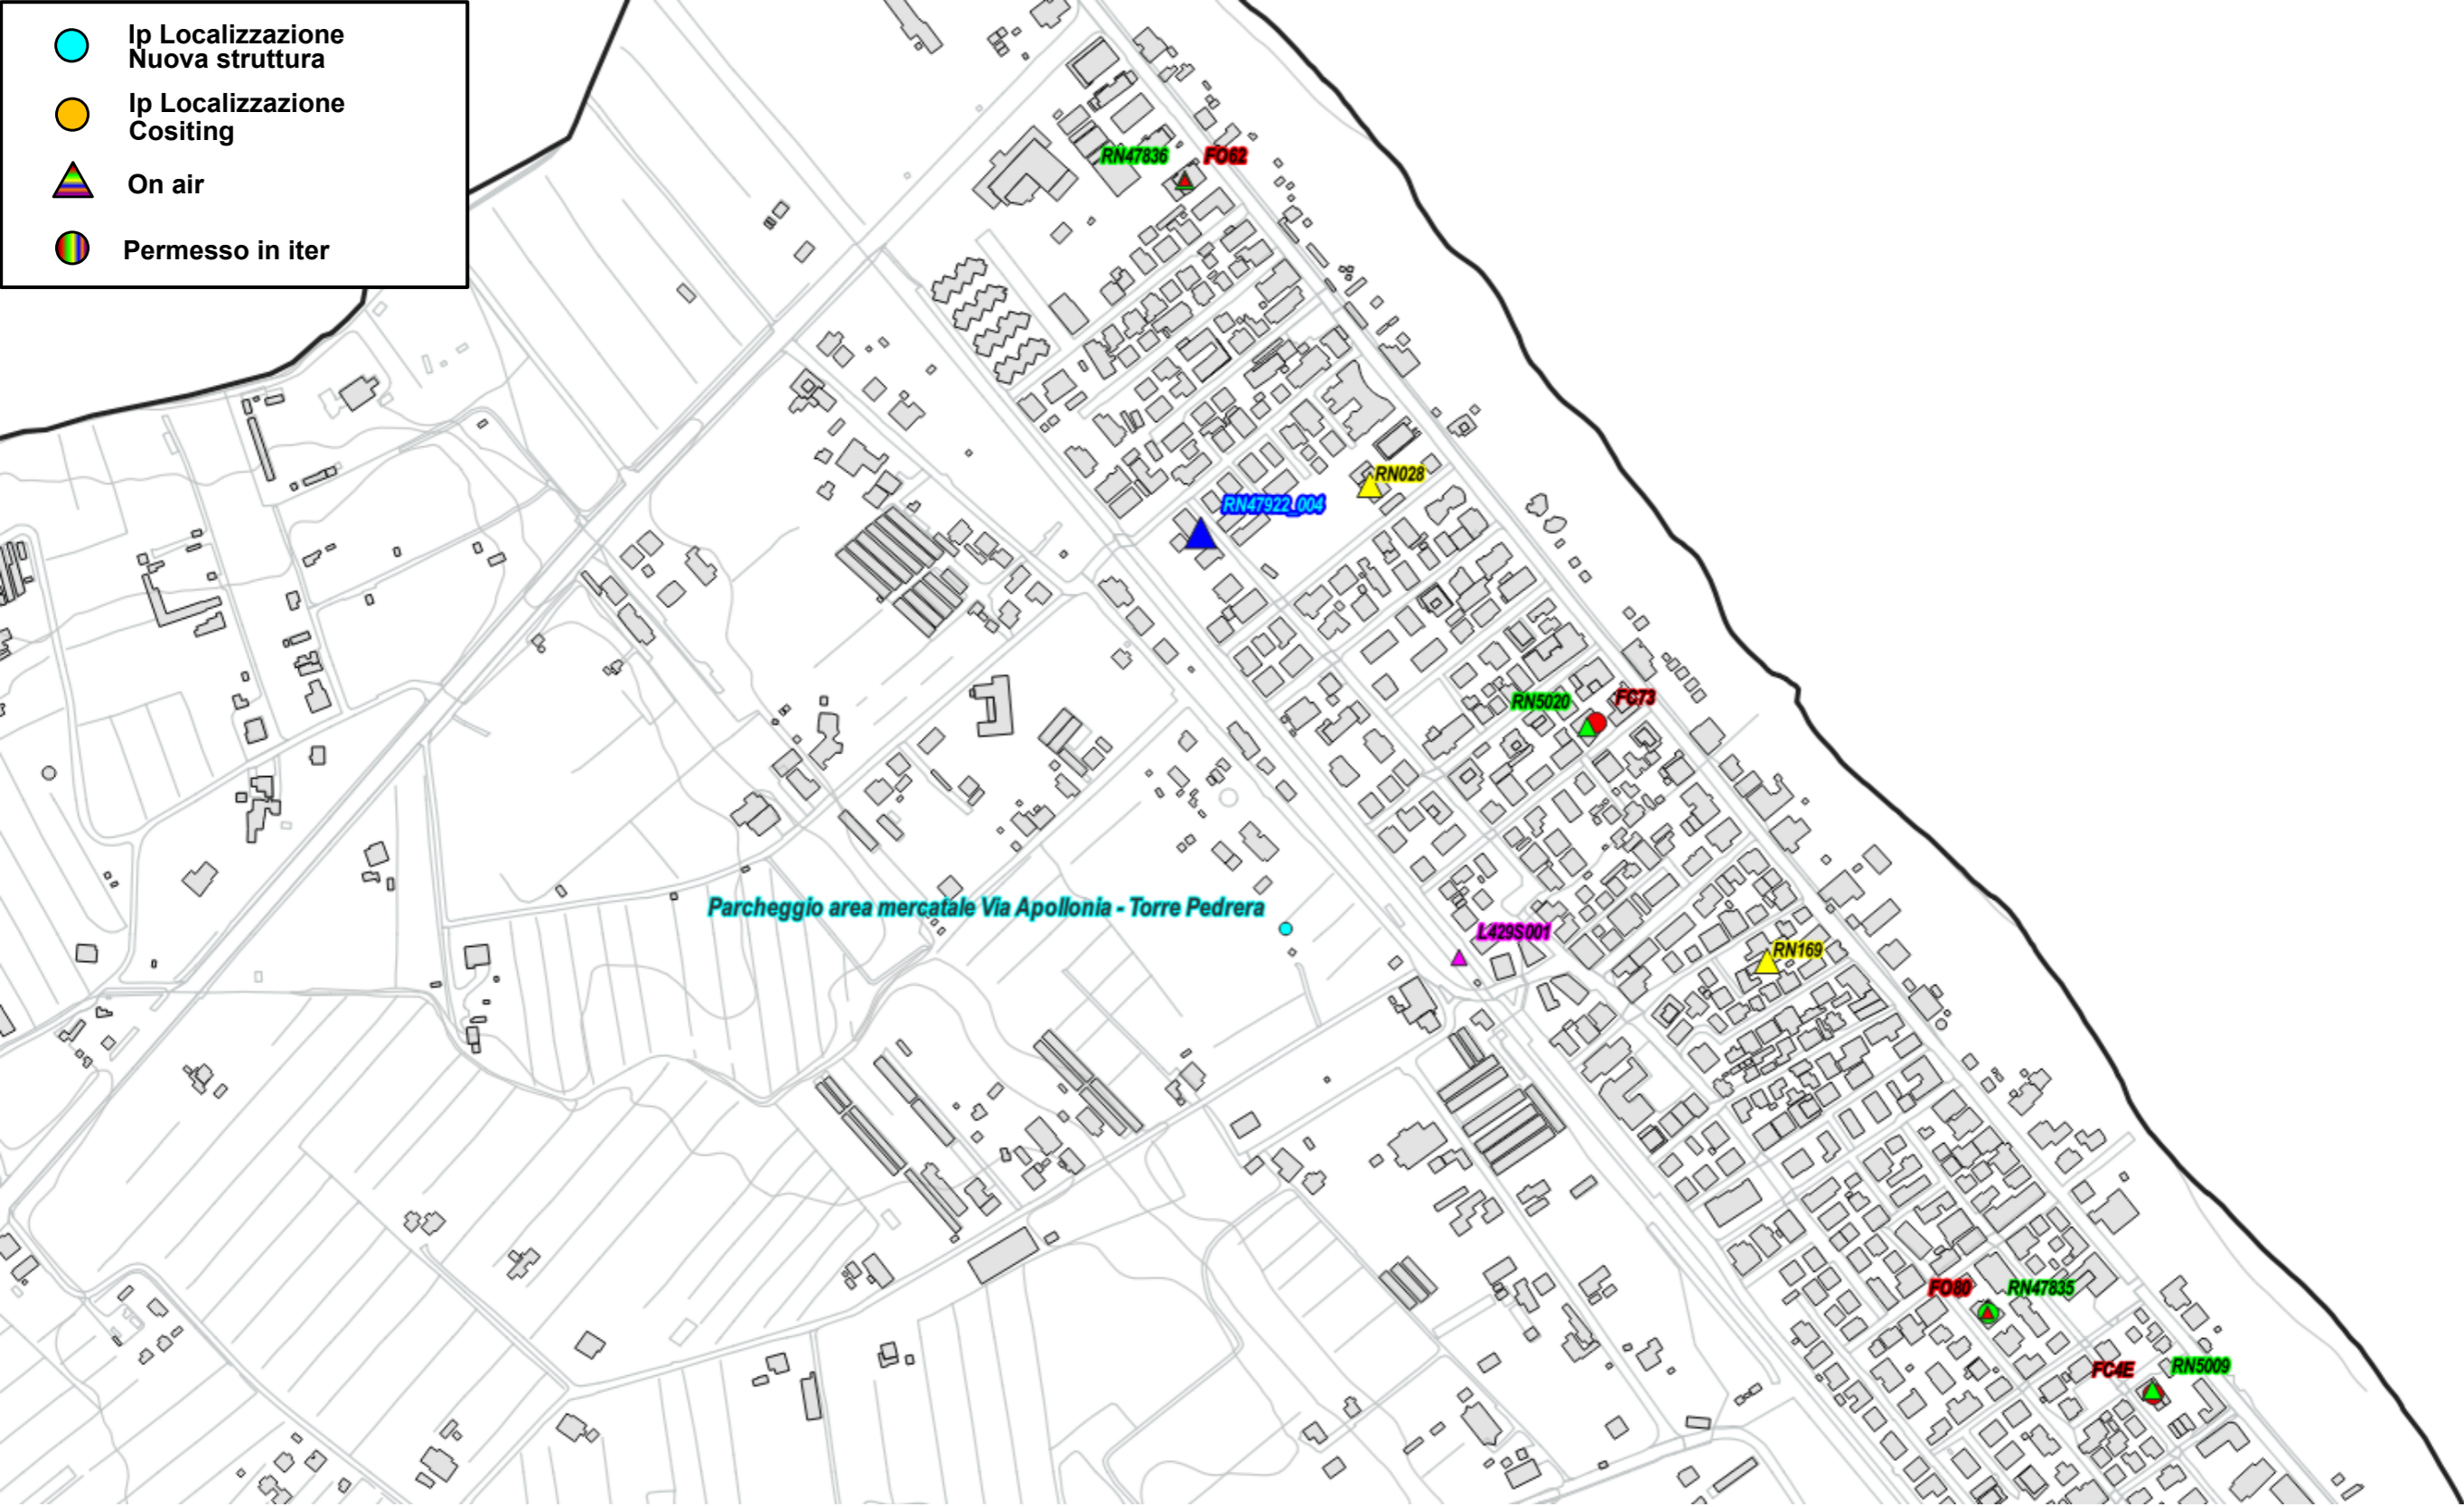 Ip Localizzazione
Nuova struttura
Ip Localizzazione
Cositing
On air
Permesso in iter
RN47836
FO62
RN028
RN47922_004
RN5020
FC73
Parcheggio area mercatale Via Apollonia - Torre Pedrera
L429S001
RN169
FO80
RN47835
FC4E
RN5009